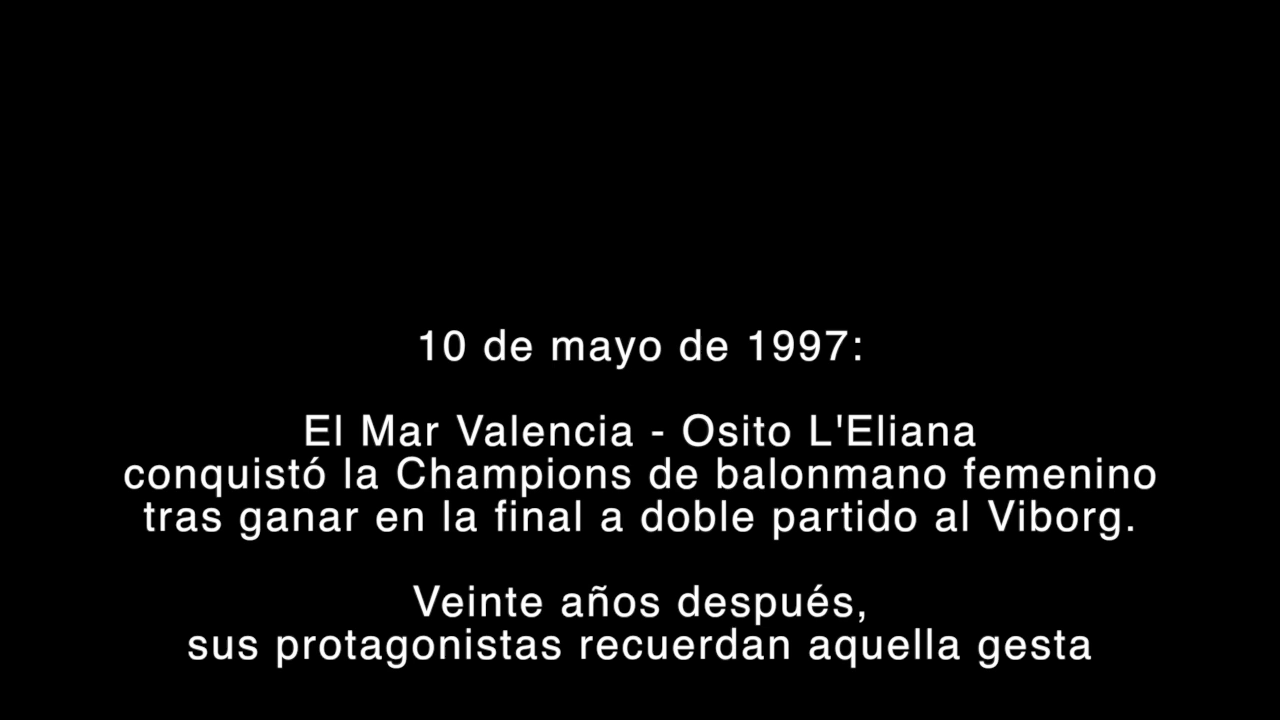 10 de mayo de 1997:
El Mar Valencia - Osito L'Eliana
conquistó la Champions de balonmano femenino
tras ganar en la final a doble partido al Viborg.
Veinte años después,
sus protagonistas recuerdan aquella gesta